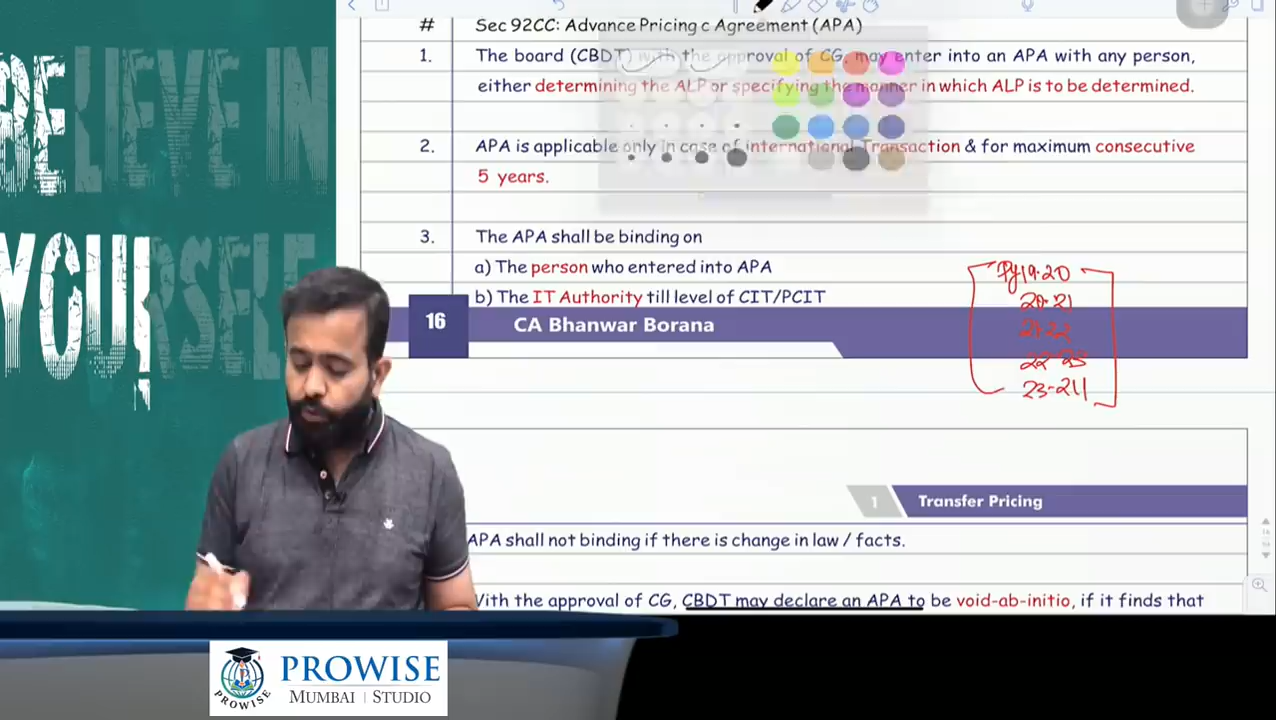 BELIEVE IN
YOURSELF
!
# Sec 92CC: Advance Pricing c Agreement (APA)
1. The board (CBDT) with the approval of CG, may enter into an APA with any person,
either determining the ALP or specifying the manner in which ALP is to be determined.
2. APA is applicable only in case of international Transaction & for maximum consecutive
5 years.
3. The APA shall be binding on
a) The person who entered into APA
b) The IT Authority till level of CIT/PCIT
Py19-20
20-21
21-22
22-23
23-24
16 CA Bhanwar Borana
1 Transfer Pricing
APA shall not binding if there is change in law / facts.
With the approval of CG, CBDT may declare an APA to be void-ab-initio, if it finds that
PROWISE
PROWISE
MUMBAI | STUDIO